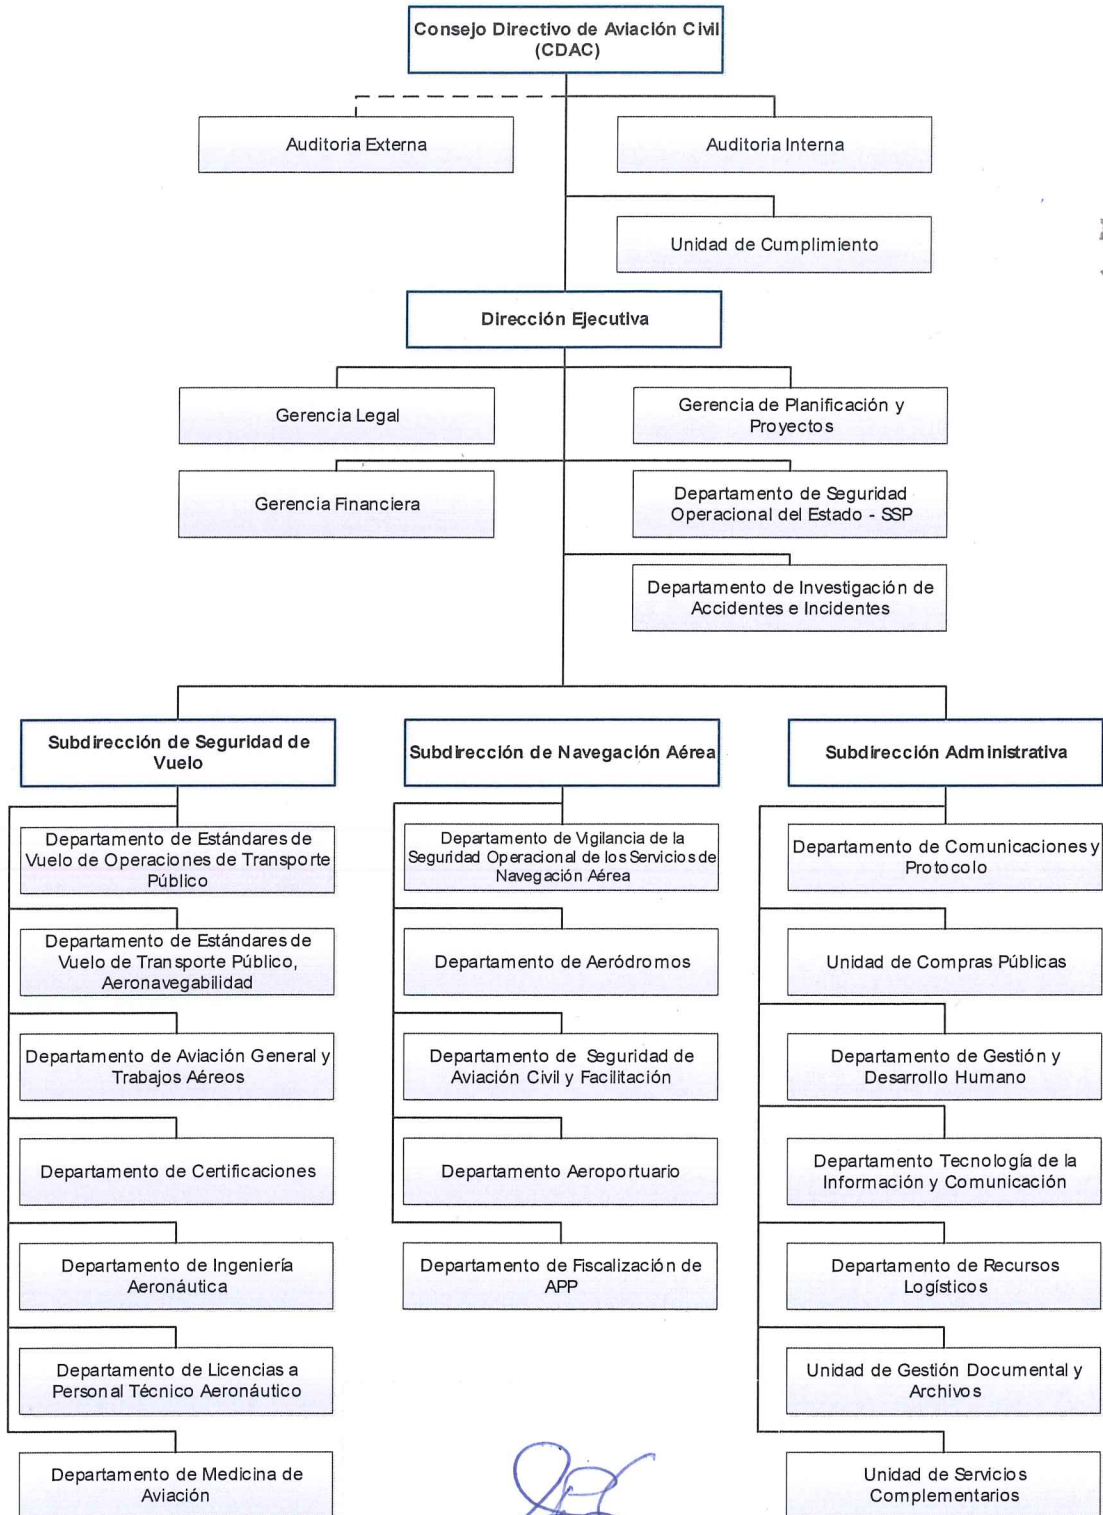 Consejo Directivo de Aviación Civil
(CDAC)
Auditoria Externa
Auditoria Interna
Unidad de Cumplimiento
Dirección Ejecutiva
Gerencia Legal
Gerencia de Planificación y
Proyectos
Gerencia Financiera
Departamento de Seguridad
Operacional del Estado - SSP
Departamento de Investigación de
Accidentes e Incidentes
Subdirección de Seguridad de
Vuelo
Departamento de Estándares de
Vuelo de Operaciones de Transporte
Público
Departamento de Estándares de
Vuelo de Transporte Público,
Aeronavegabilidad
Departamento de Aviación General y
Trabajos Aéreos
Departamento de Certificaciones
Departamento de Ingeniería
Aeronáutica
Departamento de Licencias a
Personal Técnico Aeronáutico
Departamento de Medicina de
Aviación
Subdirección de Navegación Aérea
Departamento de Vigilancia de la
Seguridad Operacional de los Servicios de
Navegación Aérea
Departamento de Aeródromos
Departamento de Seguridad de
Aviación Civil y Facilitación
Departamento Aeroportuario
Departamento de Fiscalización de
APP
Subdirección Administrativa
Departamento de Comunicaciones y
Protocolo
Unidad de Compras Públicas
Departamento de Gestión y
Desarrollo Humano
Departamento Tecnología de la
Información y Comunicación
Departamento de Recursos
Logísticos
Unidad de Gestión Documental y
Archivos
Unidad de Servicios
Complementarios